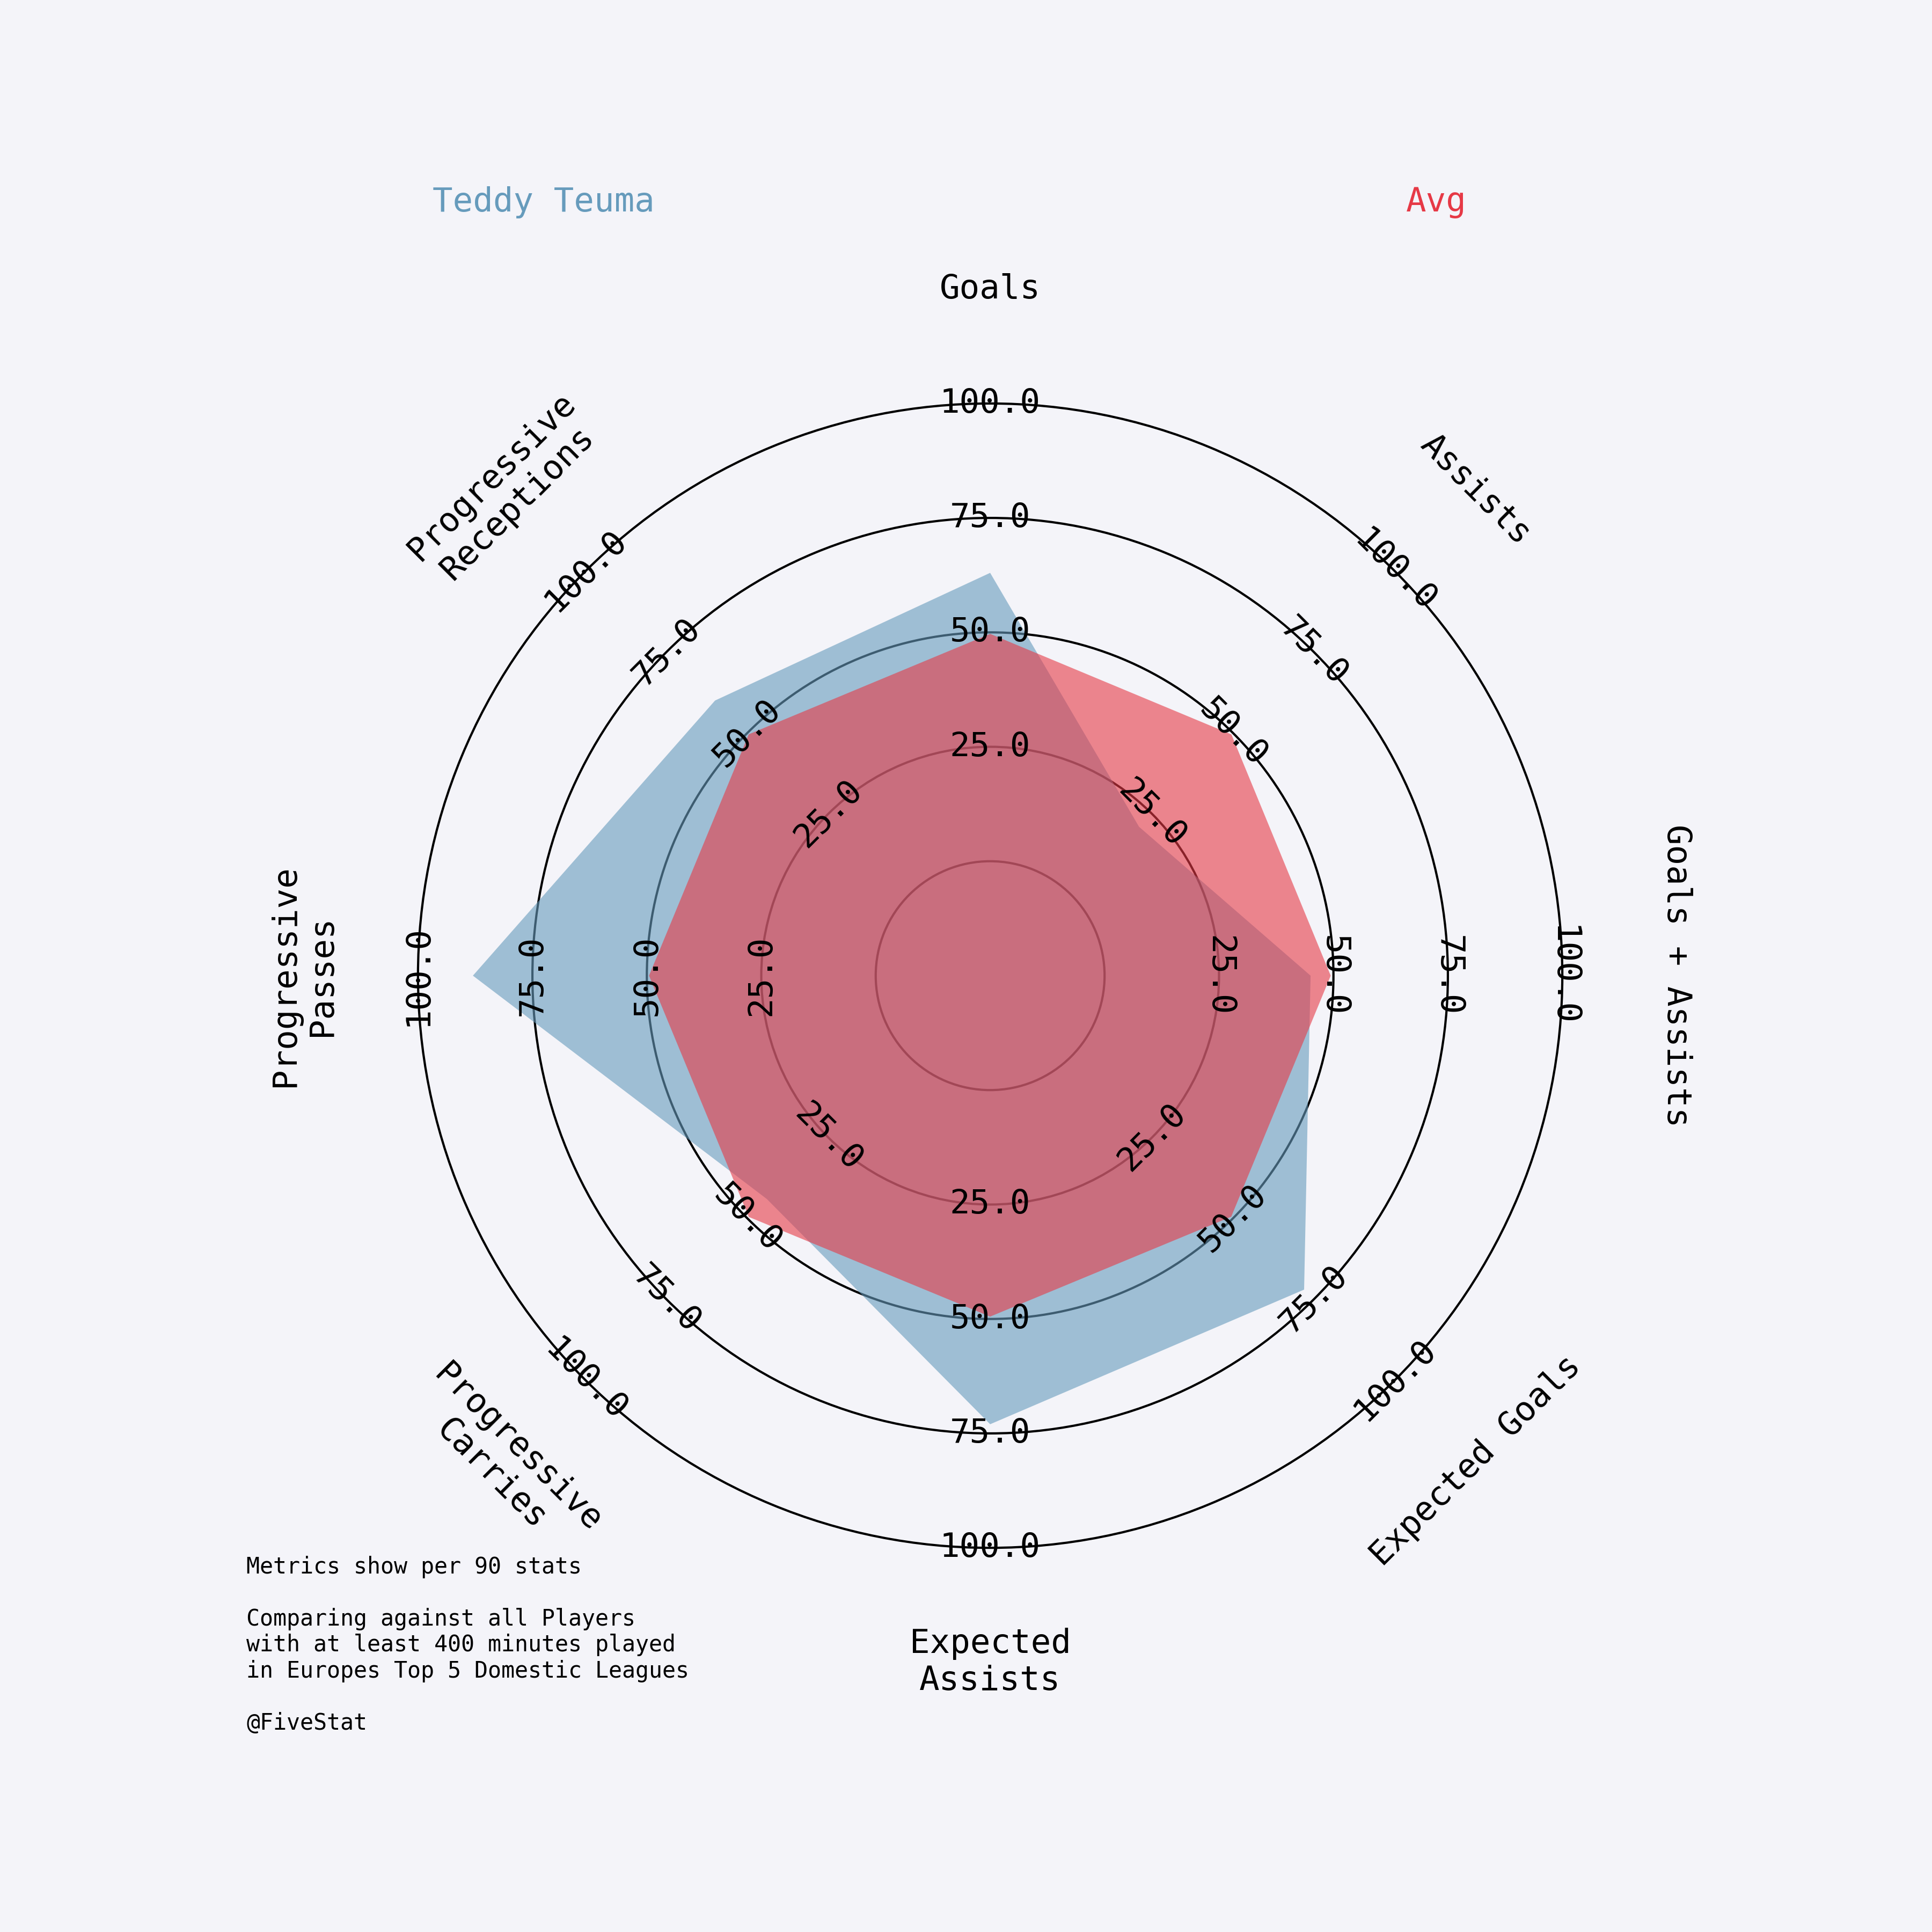 Teddy Teuma
Avg
Goals
Assists
Goals + Assists
Expected Goals
Expected
Assists
Progressive
Carries
Progressive
Passes
Progressive
Receptions
25.0
50.0
75.0
100.0
25.0
50.0
75.0
100.0
25.0
50.0
75.0
100.0
25.0
50.0
75.0
100.0
25.0
50.0
75.0
100.0
25.0
50.0
75.0
100.0
25.0
50.0
75.0
100.0
25.0
50.0
75.0
100.0
Metrics show per 90 stats
Comparing against all Players
with at least 400 minutes played
in Europes Top 5 Domestic Leagues
@FiveStat